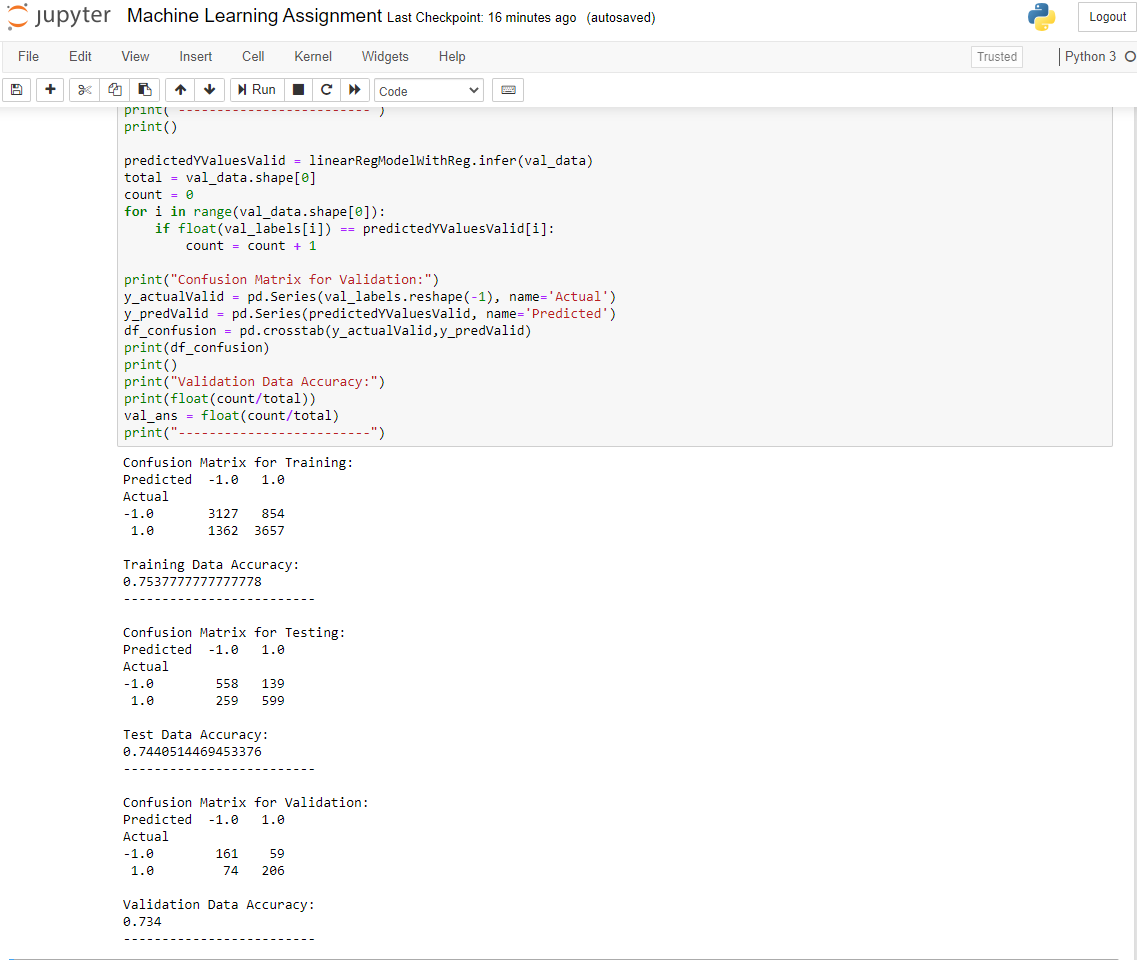 jupyter Machine Learning Assignment Last Checkpoint: 16 minutes ago (autosaved) Logout
File Edit View Insert Cell Kernel Widgets Help Trusted Python 3
Run Code
print("-------------------------")
print()

predictedYValuesValid = linearRegModelWithReg.infer(val_data)
total = val_data.shape[0]
count = 0
for i in range(val_data.shape[0]):
    if float(val_labels[i]) == predictedYValuesValid[i]:
        count = count + 1

print("Confusion Matrix for Validation:")
y_actualValid = pd.Series(val_labels.reshape(-1), name='Actual')
y_predValid = pd.Series(predictedYValuesValid, name='Predicted')
df_confusion = pd.crosstab(y_actualValid,y_predValid)
print(df_confusion)
print()
print("Validation Data Accuracy:")
print(float(count/total))
val_ans = float(count/total)
print("-------------------------")
Confusion Matrix for Training:
Predicted  -1.0   1.0
Actual
-1.0       3127   854
 1.0       1362  3657

Training Data Accuracy:
0.7537777777777778
-------------------------

Confusion Matrix for Testing:
Predicted  -1.0   1.0
Actual
-1.0        558   139
 1.0        259   599

Test Data Accuracy:
0.7440514469453376
-------------------------

Confusion Matrix for Validation:
Predicted  -1.0   1.0
Actual
-1.0        161    59
 1.0         74   206

Validation Data Accuracy:
0.734
-------------------------